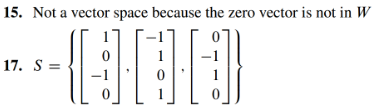 15. Not a vector space because the zero vector is not in W
17. S = { [1 0 -1 0], [-1 1 0 1], [0 -1 1 0] }